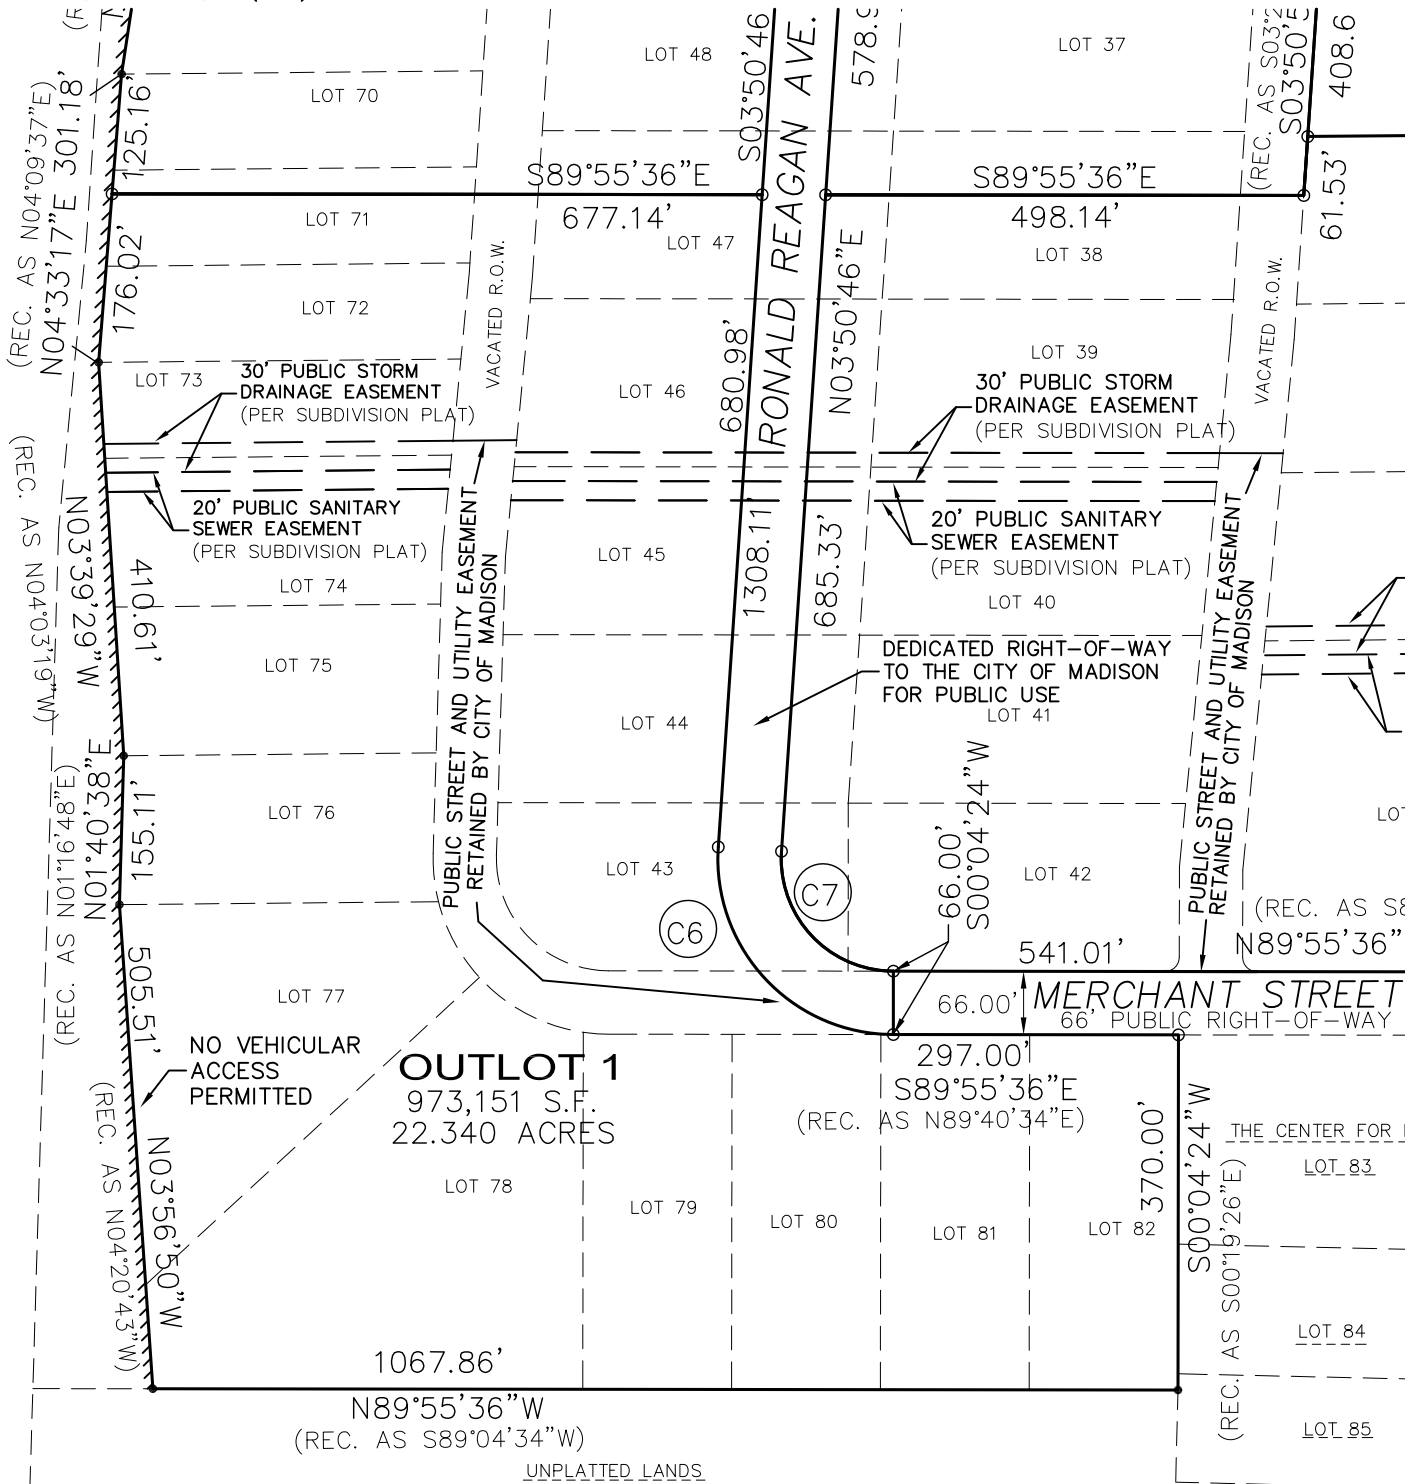 LOT 48
LOT 37
LOT 70
S03°50'46
RONALD REAGAN AVE.
578.9
(REC. AS S03°2
S03°50'5
408.6
(REC. AS N04°09'37"E)
N04°33'17"E 301.18'
125.16'
S89°55'36"E
677.14'
S89°55'36"E
498.14'
61.53'
LOT 71
LOT 47
LOT 38
176.02'
LOT 72
VACATED R.O.W.
680.98'
N03°50'46"E
VACATED R.O.W.
LOT 39
LOT 73
30' PUBLIC STORM
DRAINAGE EASEMENT
(PER SUBDIVISION PLAT)
LOT 46
30' PUBLIC STORM
DRAINAGE EASEMENT
(PER SUBDIVISION PLAT)
(REC. AS N04°03'19"W)
N03°39'29"W
410.61'
20' PUBLIC SANITARY
SEWER EASEMENT
(PER SUBDIVISION PLAT)
LOT 74
LOT 45
1308.11'
685.33'
20' PUBLIC SANITARY
SEWER EASEMENT
(PER SUBDIVISION PLAT)
LOT 40
PUBLIC STREET AND UTILITY EASEMENT
RETAINED BY CITY OF MADISON
PUBLIC STREET AND UTILITY EASEMENT
RETAINED BY CITY OF MADISON
LOT 75
LOT 44
DEDICATED RIGHT-OF-WAY
TO THE CITY OF MADISON
FOR PUBLIC USE
LOT 41
(REC. AS N01°16'48"E)
N01°40'38"E
155.11'
LOT 76
66.00'
S00°04'24"W
LOT
LOT 43
C7
LOT 42
C6
(REC. AS S8
N89°55'36"
541.01'
505.51'
LOT 77
66.00'
MERCHANT STREET
66' PUBLIC RIGHT-OF-WAY
NO VEHICULAR
ACCESS
PERMITTED
OUTLOT 1
973,151 S.F.
22.340 ACRES
297.00'
S89°55'36"E
(REC. AS N89°40'34"E)
370.00'
S00°04'24"W
(REC. AS S00°19'26"E)
THE CENTER FOR
LOT 83
N03°56'50"W
(REC. AS N04°20'43"W)
LOT 78
LOT 79
LOT 80
LOT 81
LOT 82
LOT 84
1067.86'
N89°55'36"W
(REC. AS S89°04'34"W)
LOT 85
UNPLATTED LANDS